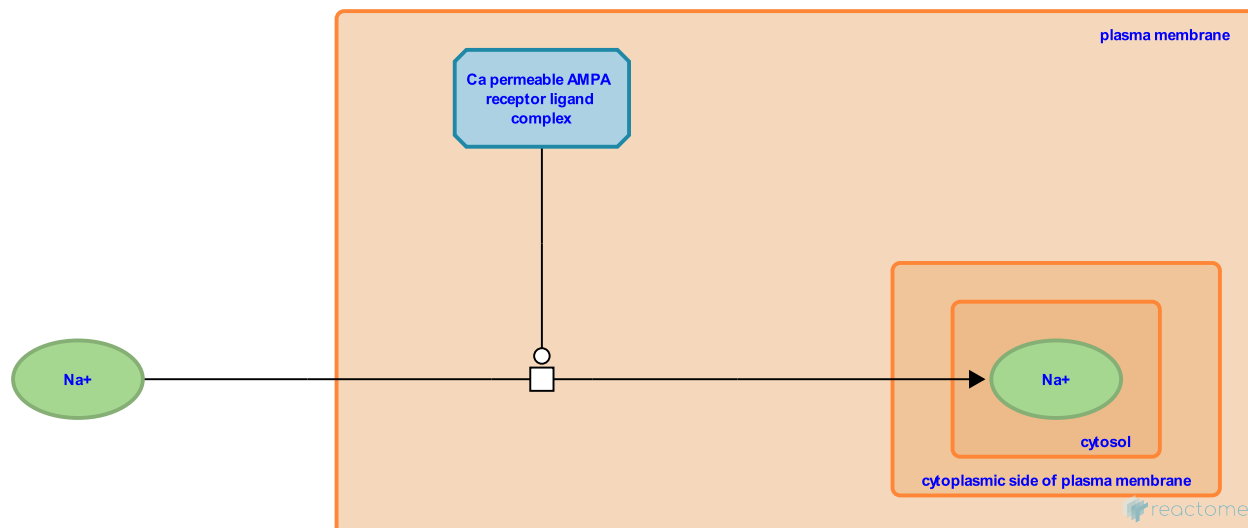 plasma membrane
Ca permeable AMPA
receptor ligand
complex
Na+
Na+
cytosol
cytoplasmic side of plasma membrane
reactome